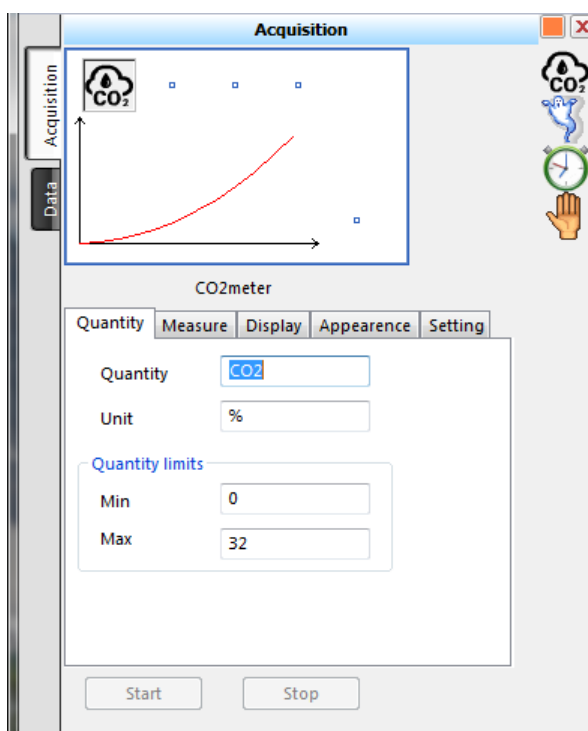 Acquisition
Acquisition
Data
CO2
CO2
CO2meter
Quantity Measure Display Appearence Setting
Quantity CO2
Unit %
Quantity limits
Min 0
Max 32
Start Stop